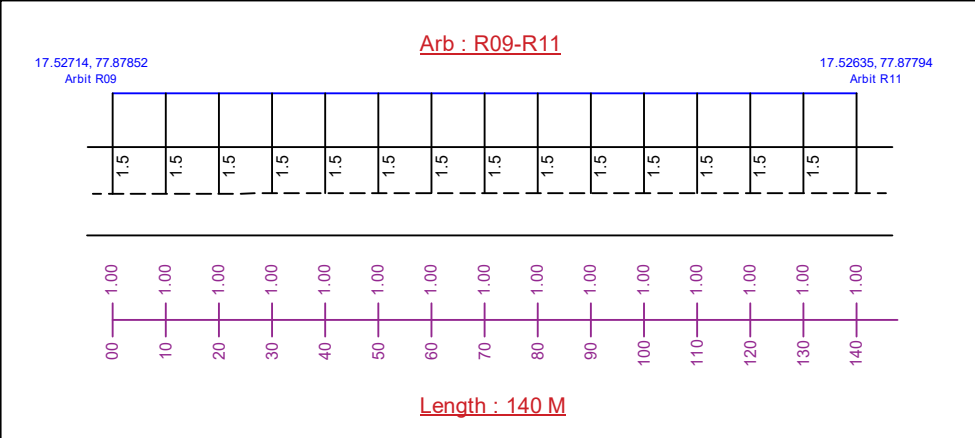 Arb : R09-R11
17.52714, 77.87852
Arbit R09
17.52635, 77.87794
Arbit R11
1.5 1.5 1.5 1.5 1.5 1.5 1.5 1.5 1.5 1.5 1.5 1.5 1.5 1.5
1.00 1.00 1.00 1.00 1.00 1.00 1.00 1.00 1.00 1.00 1.00 1.00 1.00 1.00 1.00
00 10 20 30 40 50 60 70 80 90 100 110 120 130 140
Length : 140 M